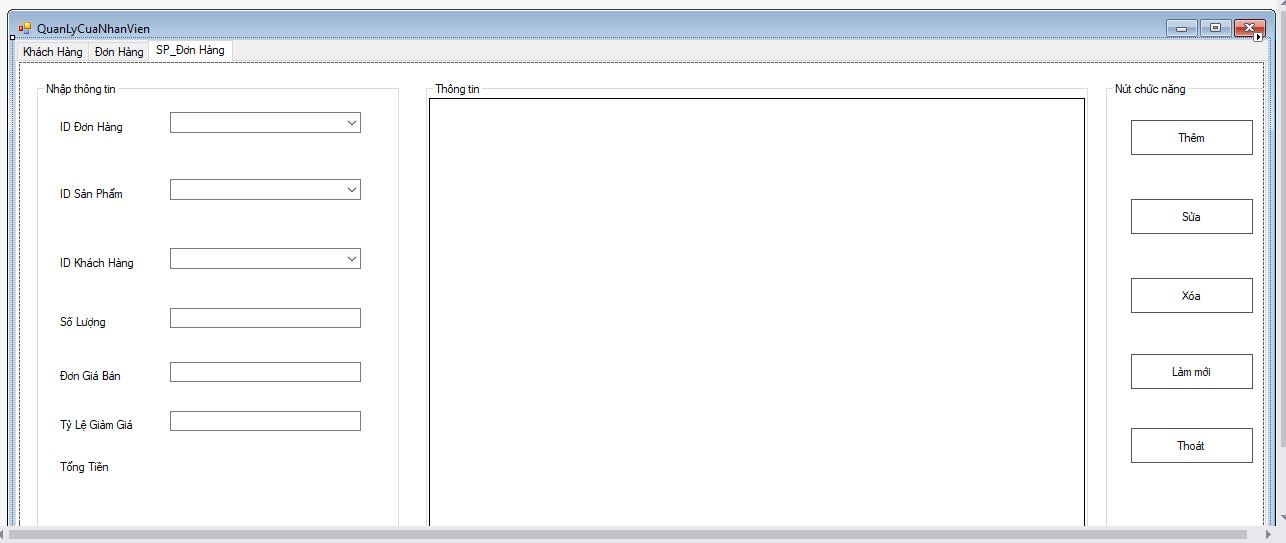 QuanLyCuaNhanVien
Khách Hàng Đơn Hàng SP_Đơn Hàng
Nhập thông tin
ID Đơn Hàng
ID Sản Phẩm
ID Khách Hàng
Số Lượng
Đơn Giá Bán
Tỷ Lệ Giảm Giá
Tổng Tiền
Thông tin
Nút chức năng
Thêm
Sửa
Xóa
Làm mới
Thoát